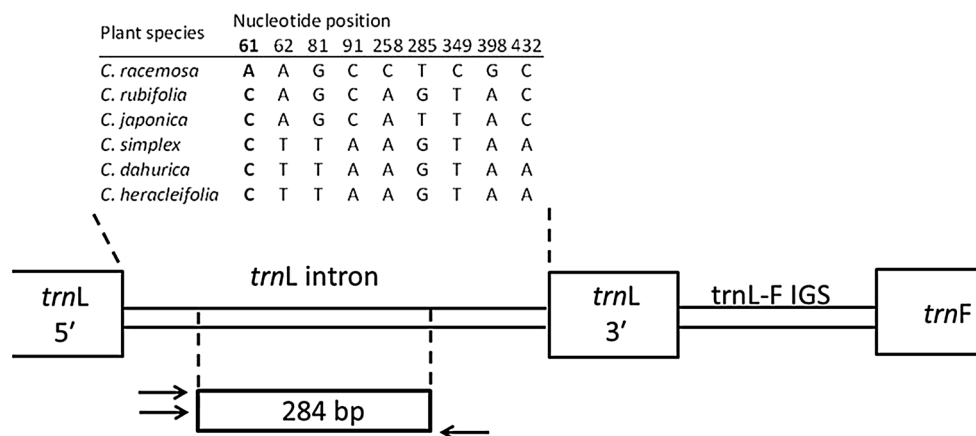 Plant species Nucleotide position
61 62 81 91 258 285 349 398 432
C. racemosa A A G C C T C G C
C. rubifolia C A G C A G T A C
C. japonica C A G C A T T A C
C. simplex C T T A A G T A A
C. dahurica C T T A A G T A A
C. heracleifolia C T T A A G T A A
trnL 5′
trnL intron
trnL 3′
trnL-F IGS
trnF
284 bp